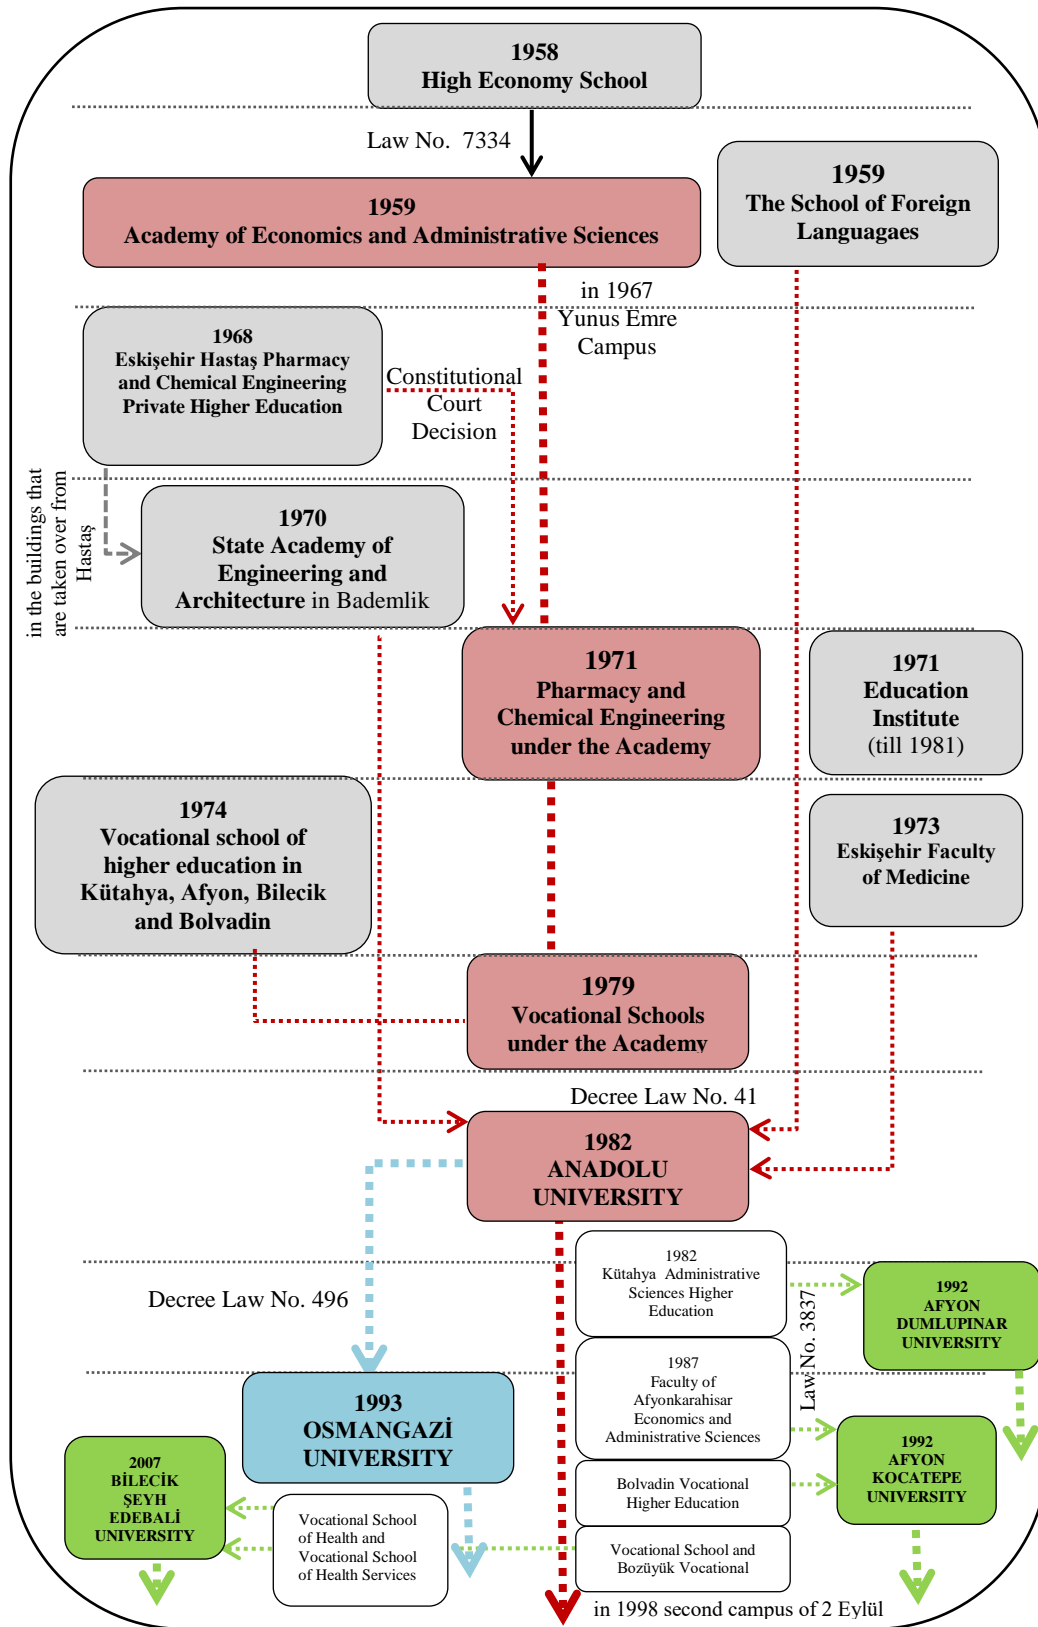 1958
High Economy School
Law No. 7334
1959
The School of Foreign
Languagaes
1959
Academy of Economics and Administrative Sciences
in 1967
Yunus Emre
Campus
1968
Eskişehir Hastaş Pharmacy
and Chemical Engineering
Private Higher Education
Constitutional
Court
Decision
in the buildings that
are taken over from
Hastaş
1970
State Academy of
Engineering and
Architecture in Bademlik
1971
Pharmacy and
Chemical Engineering
under the Academy
1971
Education
Institute
(till 1981)
1974
Vocational school of
higher education in
Kütahya, Afyon, Bilecik
and Bolvadin
1973
Eskişehir Faculty
of Medicine
1979
Vocational Schools
under the Academy
Decree Law No. 41
1982
ANADOLU
UNIVERSITY
Decree Law No. 496
1982
Kütahya Administrative
Sciences Higher
Education
Law No. 3837
1992
AFYON
DUMLUPINAR
UNIVERSITY
1987
Faculty of
Afyonkarahisar
Economics and
Administrative Sciences
1993
OSMANGAZİ
UNIVERSITY
1992
AFYON
KOCATEPE
UNIVERSITY
2007
BİLECİK
ŞEYH
EDEBALİ
UNIVERSITY
Bolvadin Vocational
Higher Education
Vocational School
of Health and
Vocational School
of Health Services
Vocational School and
Bozüyük Vocational
in 1998 second campus of 2 Eylül